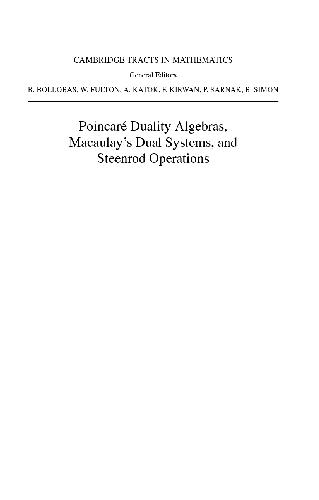 CAMBRIDGE TRACTS IN MATHEMATICS
General Editors
B. BOLLOBAS, W. FULTON, A. KATOK, F. KIRWAN, P. SARNAK, B. SIMON
Poincaré Duality Algebras,
Macaulay's Dual Systems, and
Steenrod Operations